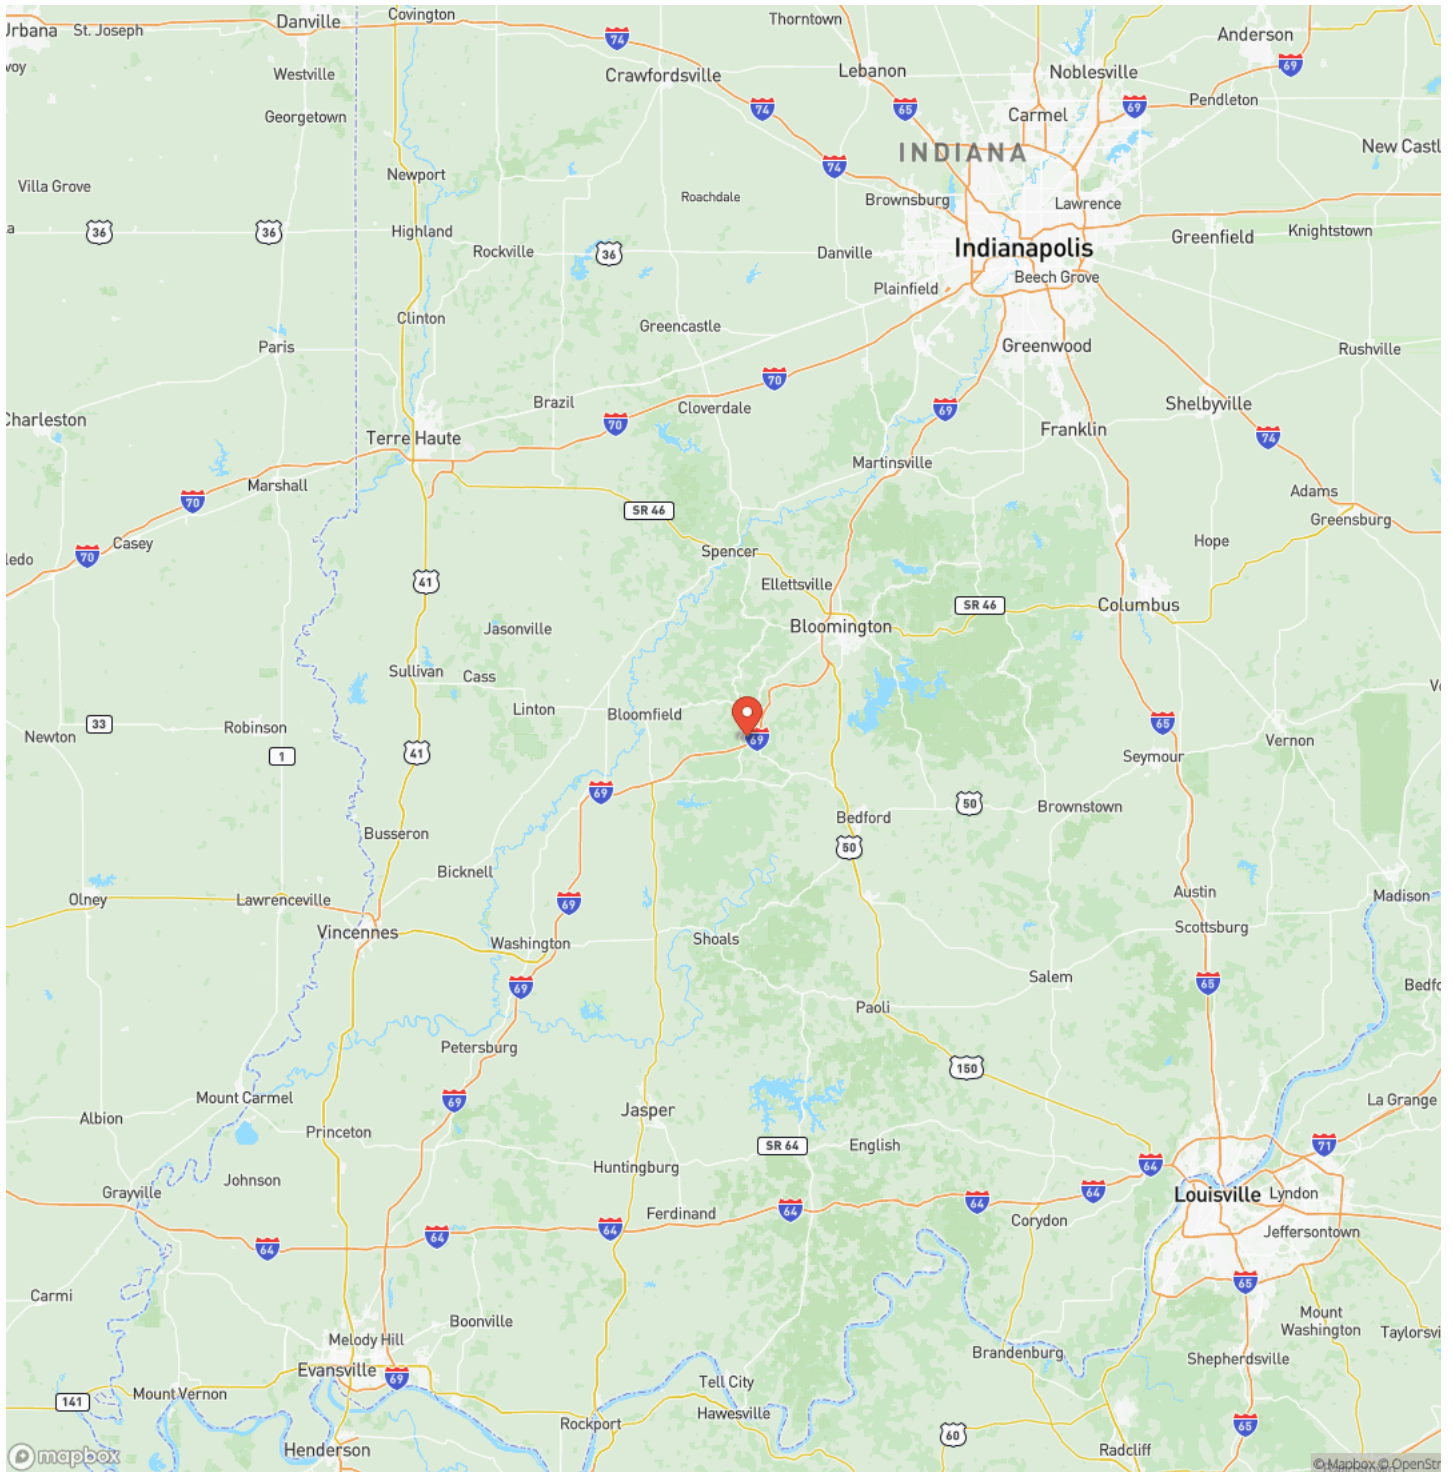 Urbana
St. Joseph
Danville
Covington
74
Thorntown
Anderson
69
voy
Westville
Crawfordsville
Lebanon
Noblesville
Georgetown
74
65
Carmel
69
Pendleton
INDIANA
New Castl
74
Newport
Villa Grove
Roachdale
Brownsburg
Lawrence
36
36
Highland
Rockville
36
Danville
Indianapolis
Greenfield
Knightstown
Beech Grove
Plainfield
Clinton
Greencastle
Paris
Greenwood
Rushville
70
Brazil
Cloverdale
69
Shelbyville
Charleston
70
Terre Haute
Franklin
74
Martinsville
Marshall
70
Adams
SR 46
Greensburg
Casey
Hope
ledo
70
Spencer
41
Ellettsville
SR 46
Columbus
Jasonville
Bloomington
Sullivan
Cass
Linton
Bloomfield
33
Robinson
65
Newton
1
41
69
Vernon
Seymour
69
50
Brownstown
Busseron
Bedford
50
Bicknell
Olney
Lawrenceville
69
Austin
Madison
Vincennes
Washington
Shoals
Scottsburg
Salem
69
65
Bedfo
Paoli
Petersburg
150
Mount Carmel
69
La Grange
Albion
Jasper
Princeton
SR 64
English
71
Huntingburg
64
Johnson
Grayville
64
64
Louisville
Lyndon
64
Ferdinand
Corydon
64
64
64
Jeffersontown
65
Carmi
Boonville
Mount
Washington
Melody Hill
Taylorsvi
Brandenburg
Shepherdsville
Evansville
69
Mount Vernon
Tell City
141
Hawesville
Rockport
65
60
Henderson
Radcliff
mapbox
© Mapbox © OpenStr